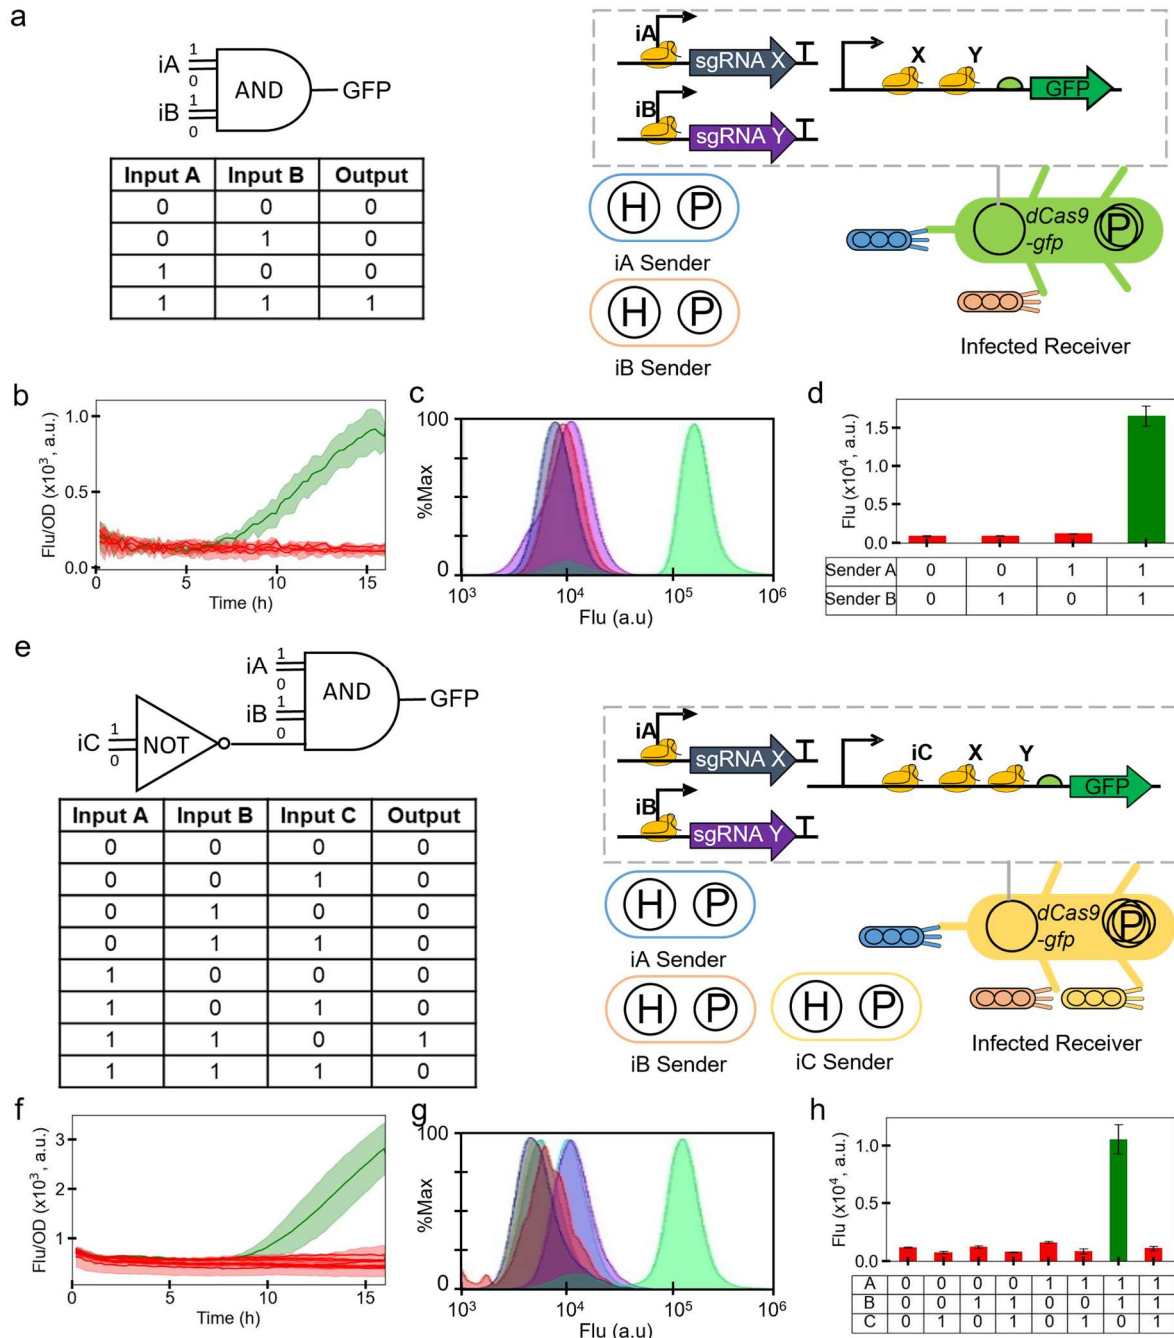 a
iA 1 0
iB 1 0
AND
GFP
Input A Input B Output
0 0 0
0 1 0
1 0 0
1 1 1
iA
sgRNA X
iB
sgRNA Y
X Y
GFP
H P
iA Sender
H P
iB Sender
dCas9
-gfp
P
Infected Receiver
b
Flu/OD (x10³, a.u.)
1.0
0.5
0.0
0 5 10 15
Time (h)
c
%Max
100
0
10³ 10⁴ 10⁵ 10⁶
Flu (a.u)
d
Flu (x10⁴, a.u.)
1.5
1.0
0.5
0.0
Sender A 0 0 1 1
Sender B 0 1 0 1
e
iA 1 0
iB 1 0
AND
GFP
iC 1 0
NOT
Input A Input B Input C Output
0 0 0 0
0 0 1 0
0 1 0 0
0 1 1 0
1 0 0 0
1 0 1 0
1 1 0 1
1 1 1 0
iA
sgRNA X
iB
sgRNA Y
iC X Y
GFP
H P
iA Sender
H P
iB Sender
H P
iC Sender
dCas9
-gfp
P
Infected Receiver
f
Flu/OD (x10³, a.u.)
3
2
1
0 5 10 15
Time (h)
g
%Max
100
0
10³ 10⁴ 10⁵ 10⁶
Flu (a.u)
h
Flu (x10⁴, a.u.)
1.0
0.5
0.0
A 0 0 0 0 1 1 1 1
B 0 0 1 1 0 0 1 1
C 0 1 0 1 0 1 0 1